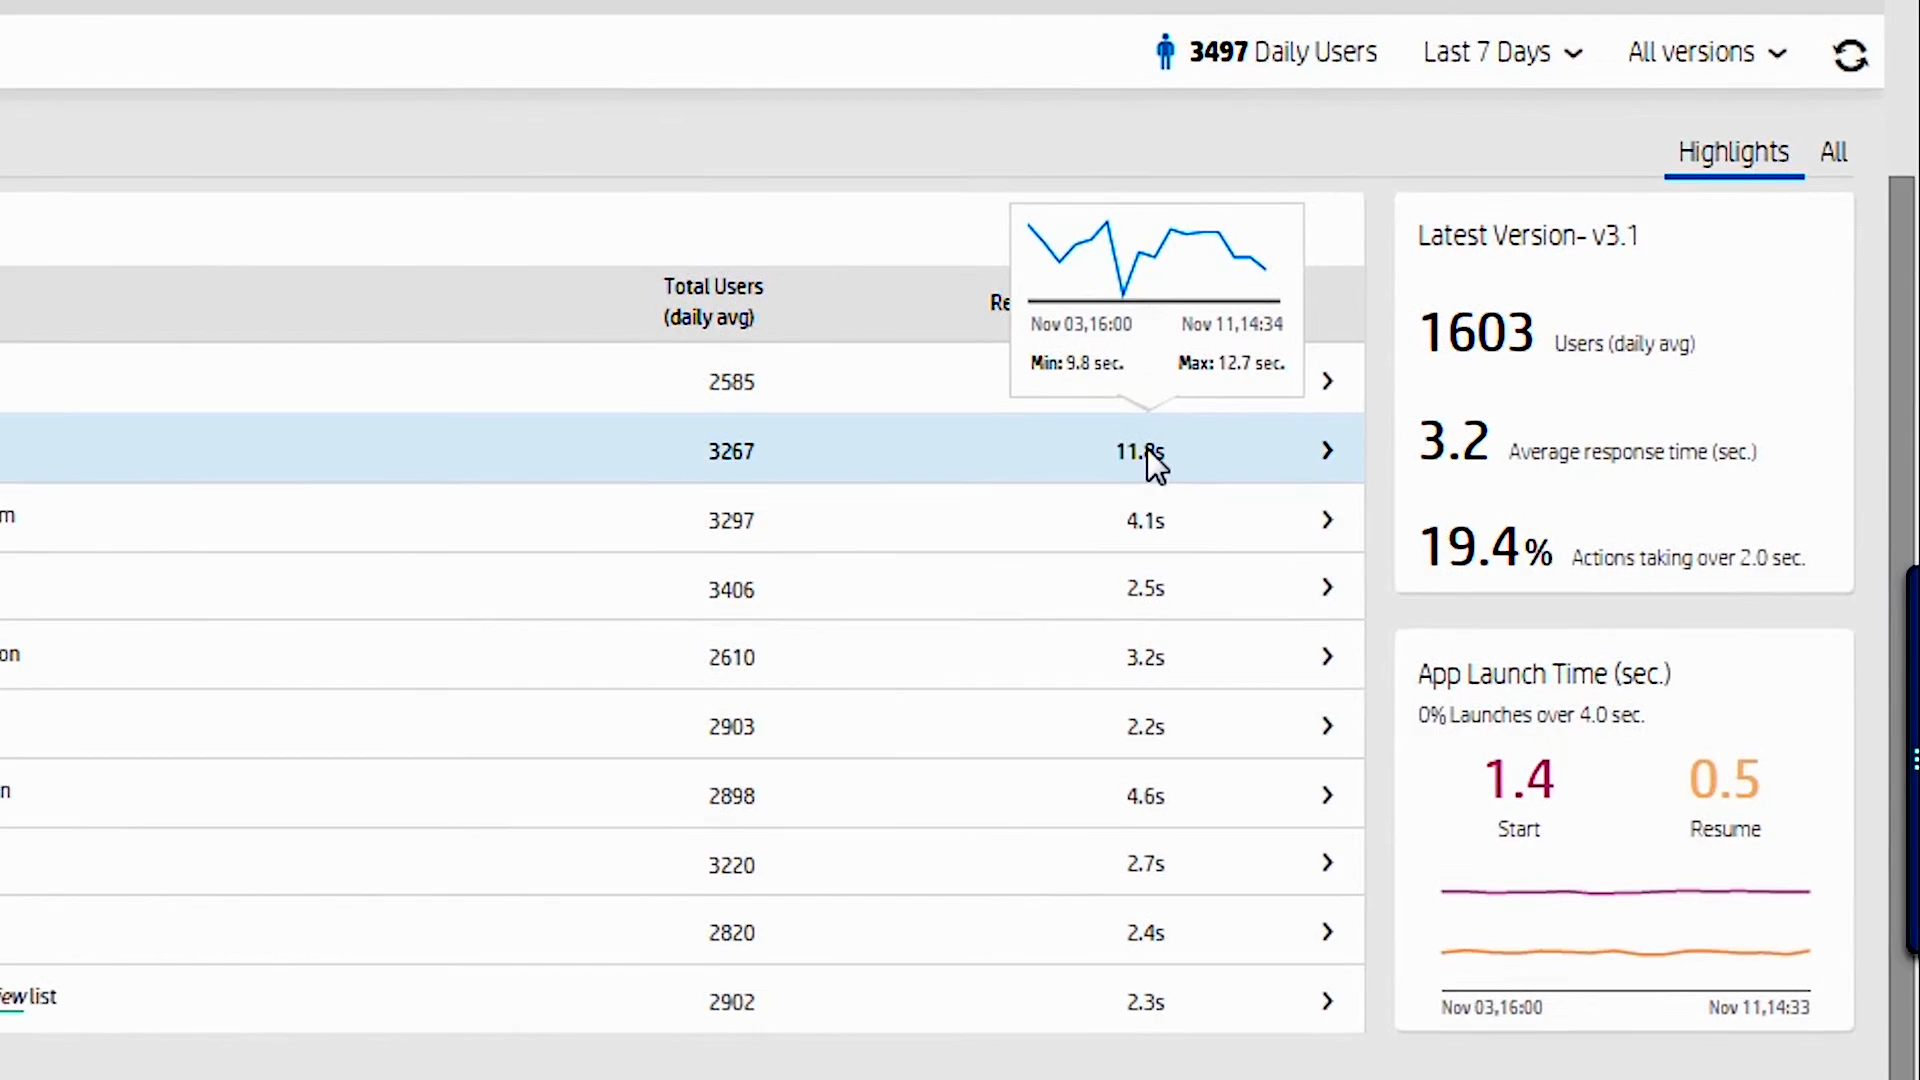 3497 Daily Users Last 7 Days All versions
Highlights All
Latest Version- v3.1
1603 Users (daily avg)
3.2 Average response time (sec.)
19.4% Actions taking over 2.0 sec.
App Launch Time (sec.)
0% Launches over 4.0 sec.
1.4 0.5
Start Resume
Nov 03,16:00 Nov 11,14:33
Total Users
(daily avg)
Nov 03,16:00 Nov 11,14:34
Min: 9.8 sec. Max: 12.7 sec.
2585
3267
3297 4.1s
3406 2.5s
2610 3.2s
2903 2.2s
2898 4.6s
3220 2.7s
2820 2.4s
list 2902 2.3s